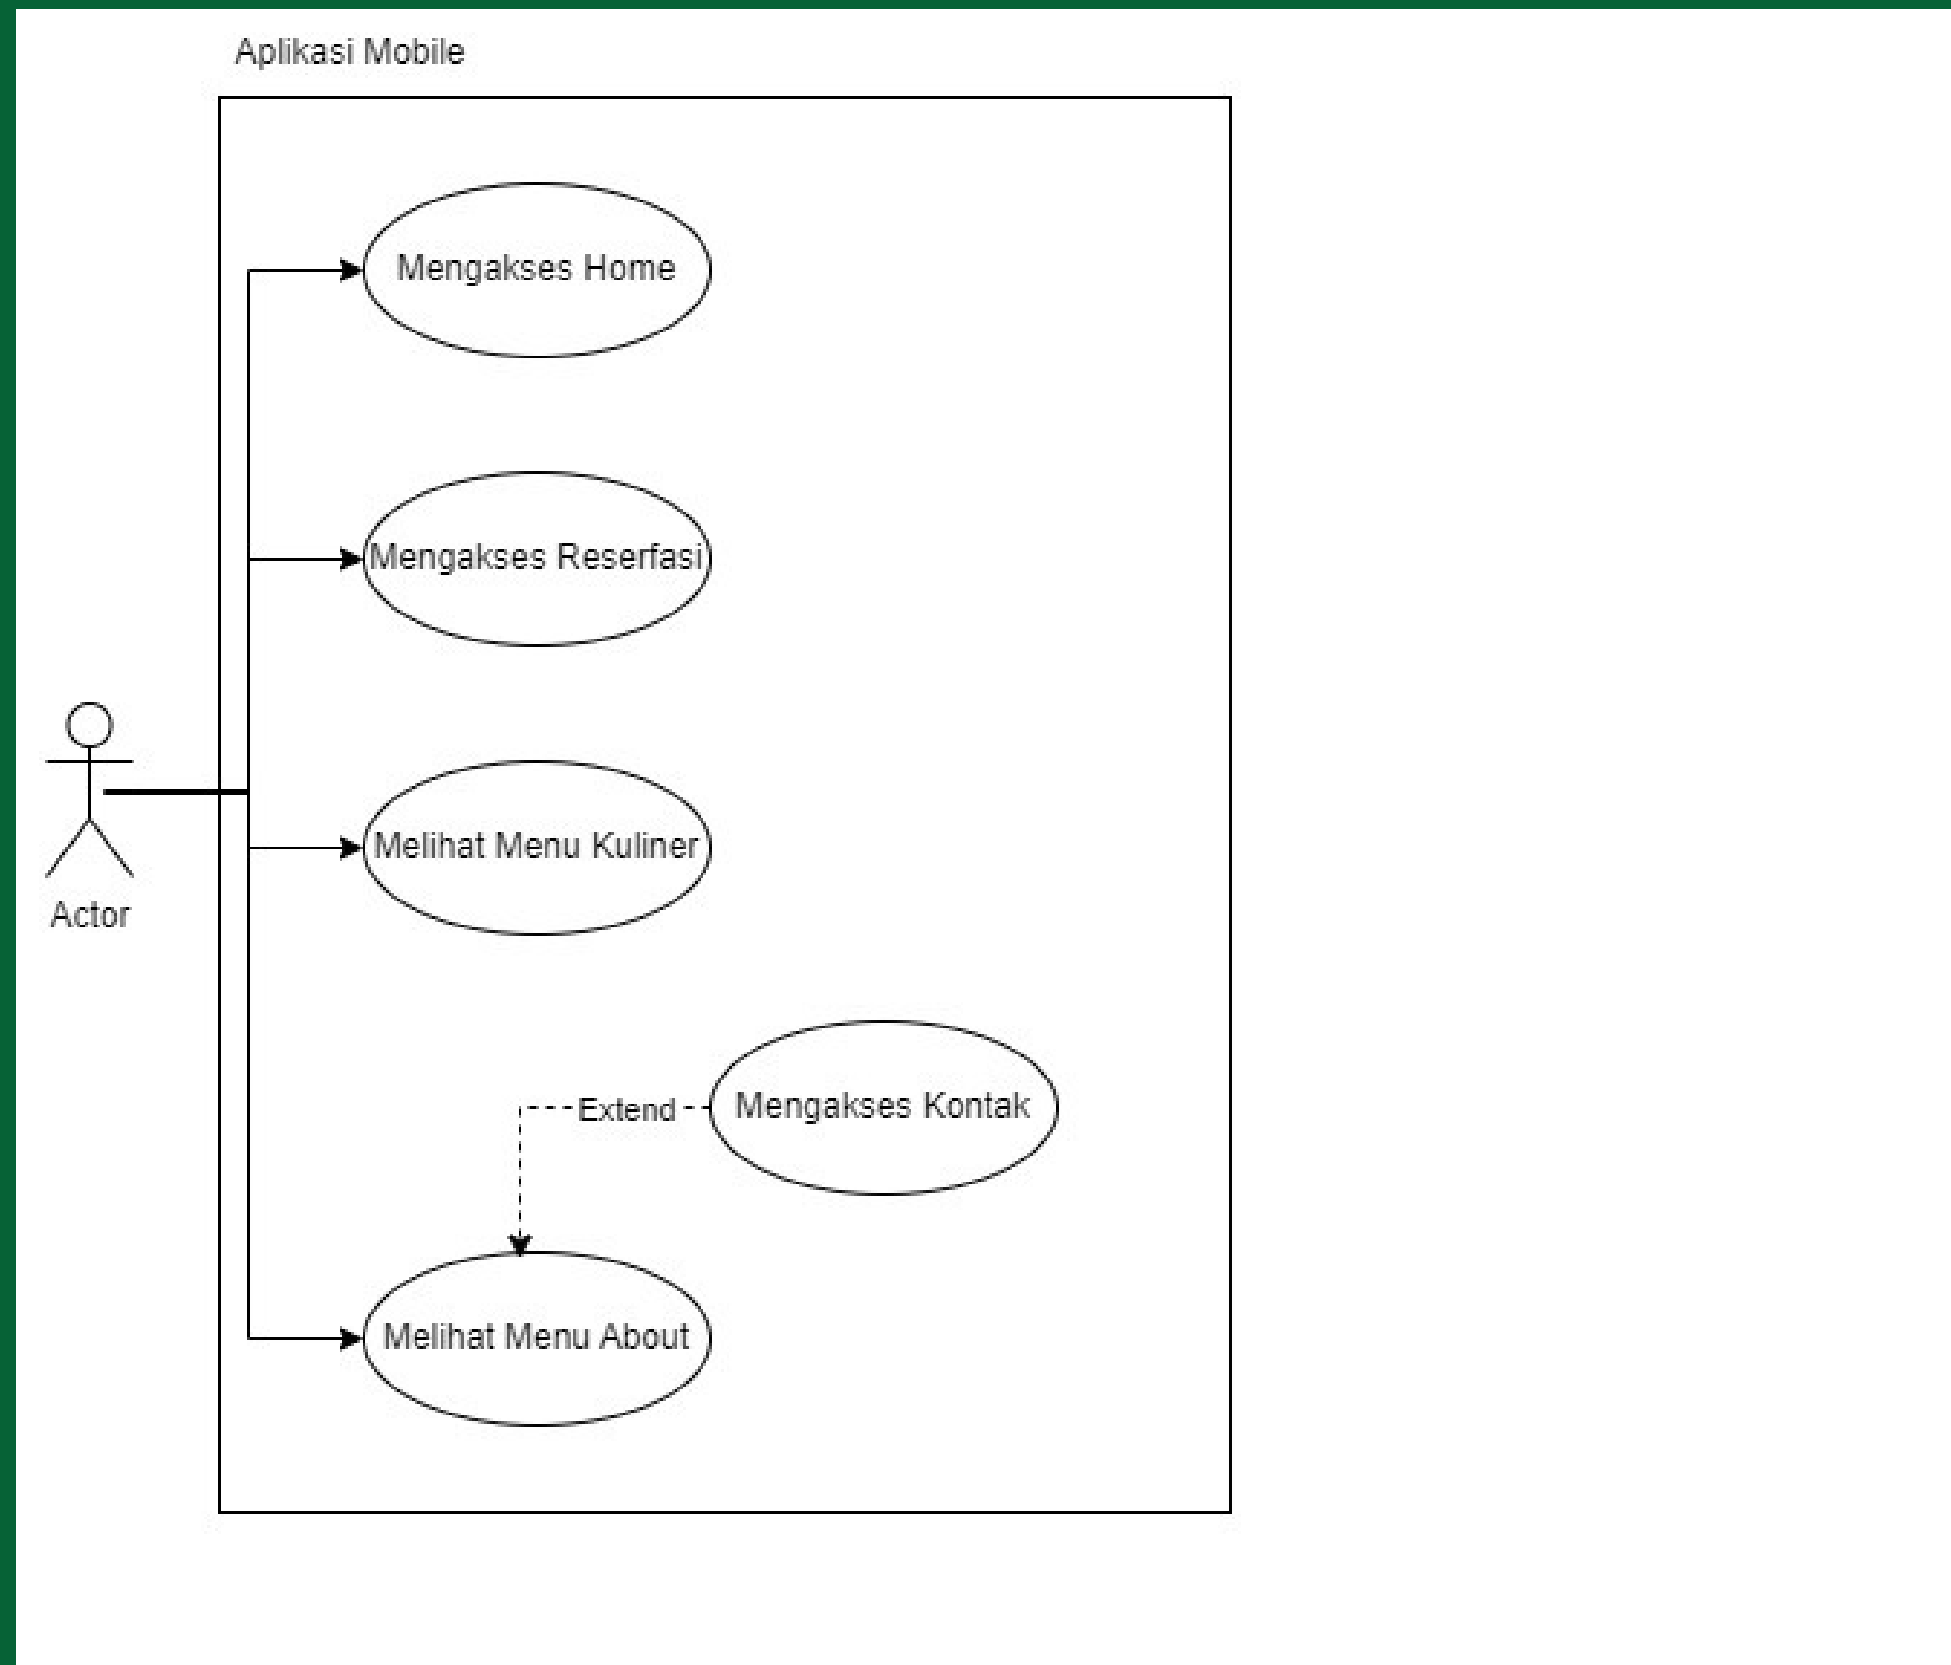 Aplikasi Mobile
Mengakses Home
Mengakses Reserfasi
Actor
Melihat Menu Kuliner
Extend
Mengakses Kontak
Melihat Menu About